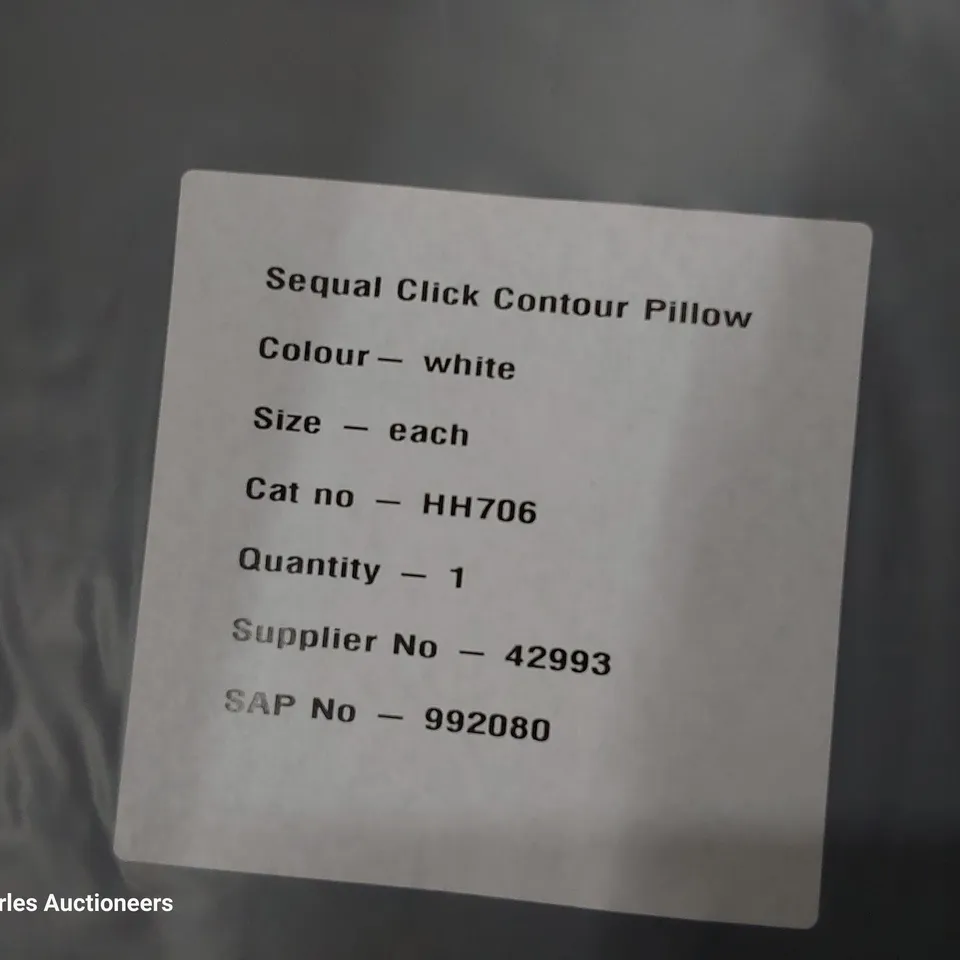 Sequal Click Contour Pillow
Colour — white
Size — each
Cat no — HH706
Quantity — 1
Supplier No — 42993
SAP No — 992080
rles Auctioneers